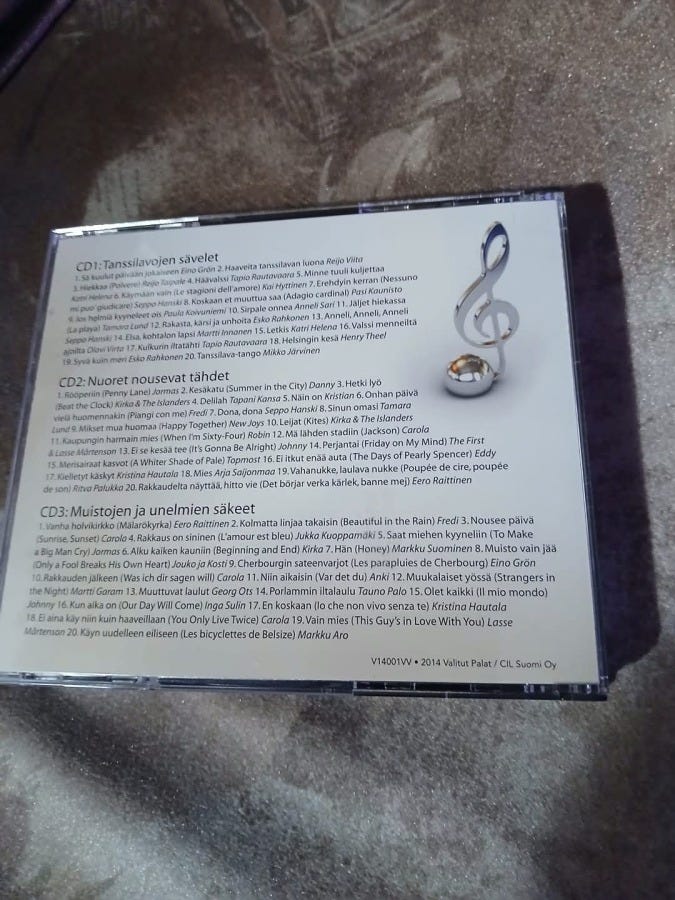 CD1: Tanssilavojen sävelet
1. Sä kuulut päivään jokaiseen Eino Grön 2. Haaveita tanssilavan luona Reijo Viita
3. Hiekkaa (Polvere) Reijo Taipale 4. Häävalssi Tapio Rautavaara 5. Minne tuuli kuljettaa
Katri Helena 6. Käymään vain (Le stagioni dell'amore) Kai Hyttinen 7. Erehdyin kerran (Nessuno
mi puo' giudicare) Seppo Hanski 8. Koskaan et muuttua saa (Adagio cardinal) Pasi Kaunisto
9. Jos helmiä kyyneleet ois Paula Koivuniemi 10. Sirpale onnea Anneli Sari 11. Jäljet hiekassa
(La playa) Tamara Lund 12. Rakasta, kärsi ja unhoita Esko Rahkonen 13. Anneli, Anneli, Anneli
Seppo Hanski 14. Elsa, kohtalon lapsi Martti Innanen 15. Letkis Katri Helena 16. Valssi menneiltä
ajoilta Olavi Virta 17. Kulkurin iltatähti Tapio Rautavaara 18. Helsingin kesä Henry Theel
19. Syvä kuin meri Esko Rahkonen 20. Tanssilava-tango Mikko Järvinen
CD2: Nuoret nousevat tähdet
1. Rööperiin (Penny Lane) Jormas 2. Kesäkatu (Summer in the City) Danny 3. Hetki lyö
(Beat the Clock) Kirka & The Islanders 4. Delilah Tapani Kansa 5. Näin on Kristian 6. Onhan päivä
vielä huomennakin (Piangi con me) Fredi 7. Dona, dona Seppo Hanski 8. Sinun omasi Tamara
Lund 9. Mikset mua huomaa (Happy Together) New Joys 10. Leijat (Kites) Kirka & The Islanders
11. Kaupungin harmain mies (When I'm Sixty-Four) Robin 12. Mä lähden stadiin (Jackson) Carola
& Lasse Mårtenson 13. Ei se kesää tee (It's Gonna Be Alright) Johnny 14. Perjantai (Friday on My Mind) The First
15. Merisairaat kasvot (A Whiter Shade of Pale) Topmost 16. Ei itkut enää auta (The Days of Pearly Spencer) Eddy
17. Kielletyt käskyt Kristina Hautala 18. Mies Arja Saijonmaa 19. Vahanukke, laulava nukke (Poupée de cire, poupée
de son) Ritva Palukka 20. Rakkaudelta näyttää, hitto vie (Det börjar verka kärlek, banne mej) Eero Raittinen
CD3: Muistojen ja unelmien säkeet
1. Vanha holvikirkko (Mälarökyrka) Eero Raittinen 2. Kolmatta linjaa takaisin (Beautiful in the Rain) Fredi 3. Nousee päivä
(Sunrise, Sunset) Carola 4. Rakkaus on sininen (L'amour est bleu) Jukka Kuoppamäki 5. Saat miehen kyyneliin (To Make
a Big Man Cry) Jormas 6. Alku kaiken kauniin (Beginning and End) Kirka 7. Hän (Honey) Markku Suominen 8. Muisto vain jää
(Only a Fool Breaks His Own Heart) Jouko ja Kosti 9. Cherbourgin sateenvarjot (Les parapluies de Cherbourg) Eino Grön
10. Rakkauden jälkeen (Was ich dir sagen will) Carola 11. Niin aikaisin (Var det du) Anki 12. Muukalaiset yössä (Strangers in
the Night) Martti Garam 13. Muuttuvat laulut Georg Ots 14. Porlammin iltalaulu Tauno Palo 15. Olet kaikki (Il mio mondo)
Johnny 16. Kun aika on (Our Day Will Come) Inga Sulin 17. En koskaan (Io che non vivo senza te) Kristina Hautala
18. Ei aina käy niin kuin haaveillaan (You Only Live Twice) Carola 19. Vain mies (This Guy's in Love With You) Lasse
Mårtenson 20. Käyn uudelleen eiliseen (Les bicyclettes de Belsize) Markku Aro
V14001VV • 2014 Valitut Palat / CIL Suomi Oy